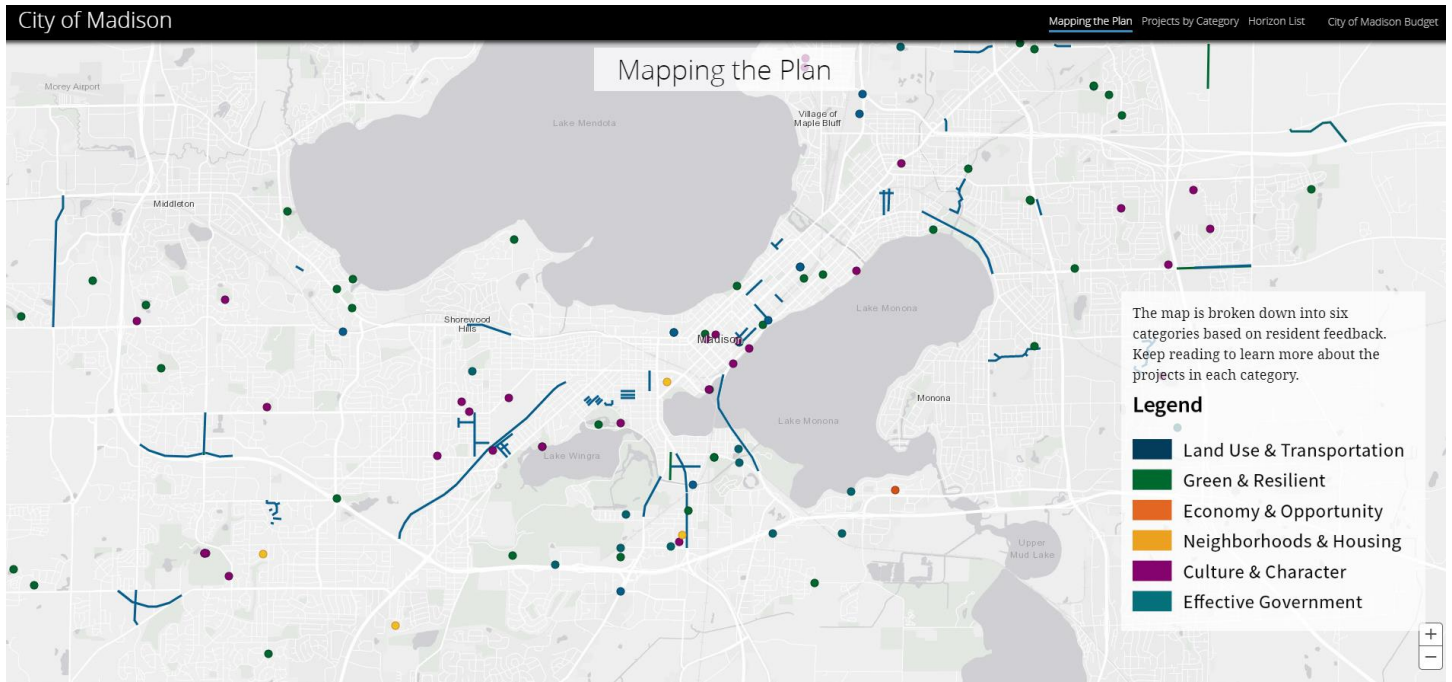 City of Madison
Mapping the Plan Projects by Category Horizon List City of Madison Budget
Mapping the Plan
Morey Airport
Lake Mendota
Village of
Maple Bluff
Middleton
Shorewood
Hills
Madison
Lake Monona
Lake Monona
Monona
Lake Wingra
Upper
Mud Lake
The map is broken down into six
categories based on resident feedback.
Keep reading to learn more about the
projects in each category.
Legend
Land Use & Transportation
Green & Resilient
Economy & Opportunity
Neighborhoods & Housing
Culture & Character
Effective Government
+
−